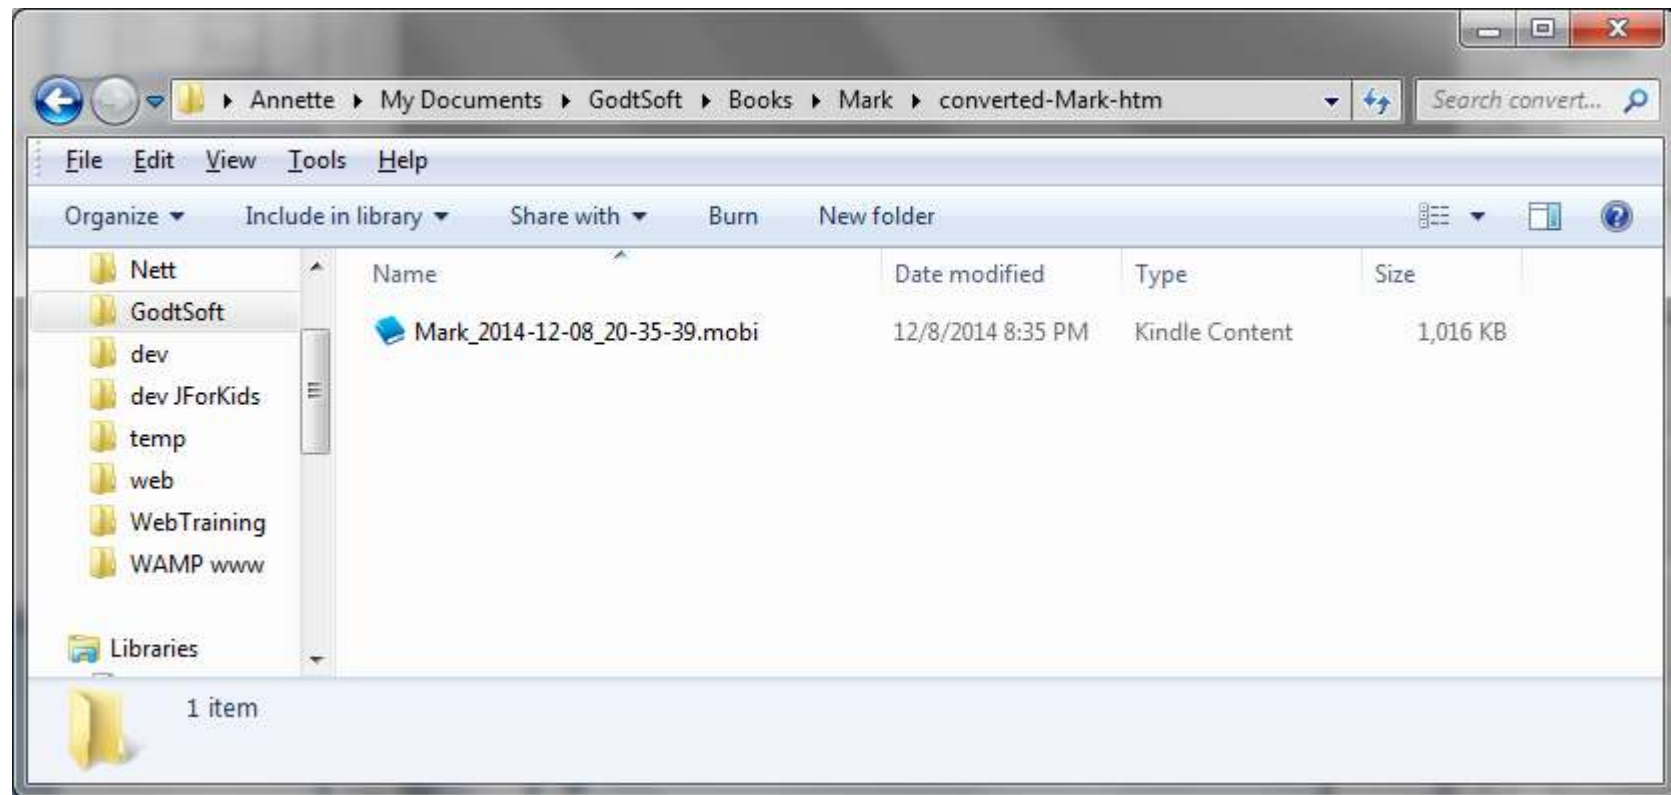 Annette My Documents GodtSoft Books Mark converted-Mark-htm Search convert...
File Edit View Tools Help
Organize Include in library Share with Burn New folder
Name Date modified Type Size
Mark_2014-12-08_20-35-39.mobi 12/8/2014 8:35 PM Kindle Content 1,016 KB
Nett
GodtSoft
dev
dev JForKids
temp
web
WebTraining
WAMP www
Libraries
1 item